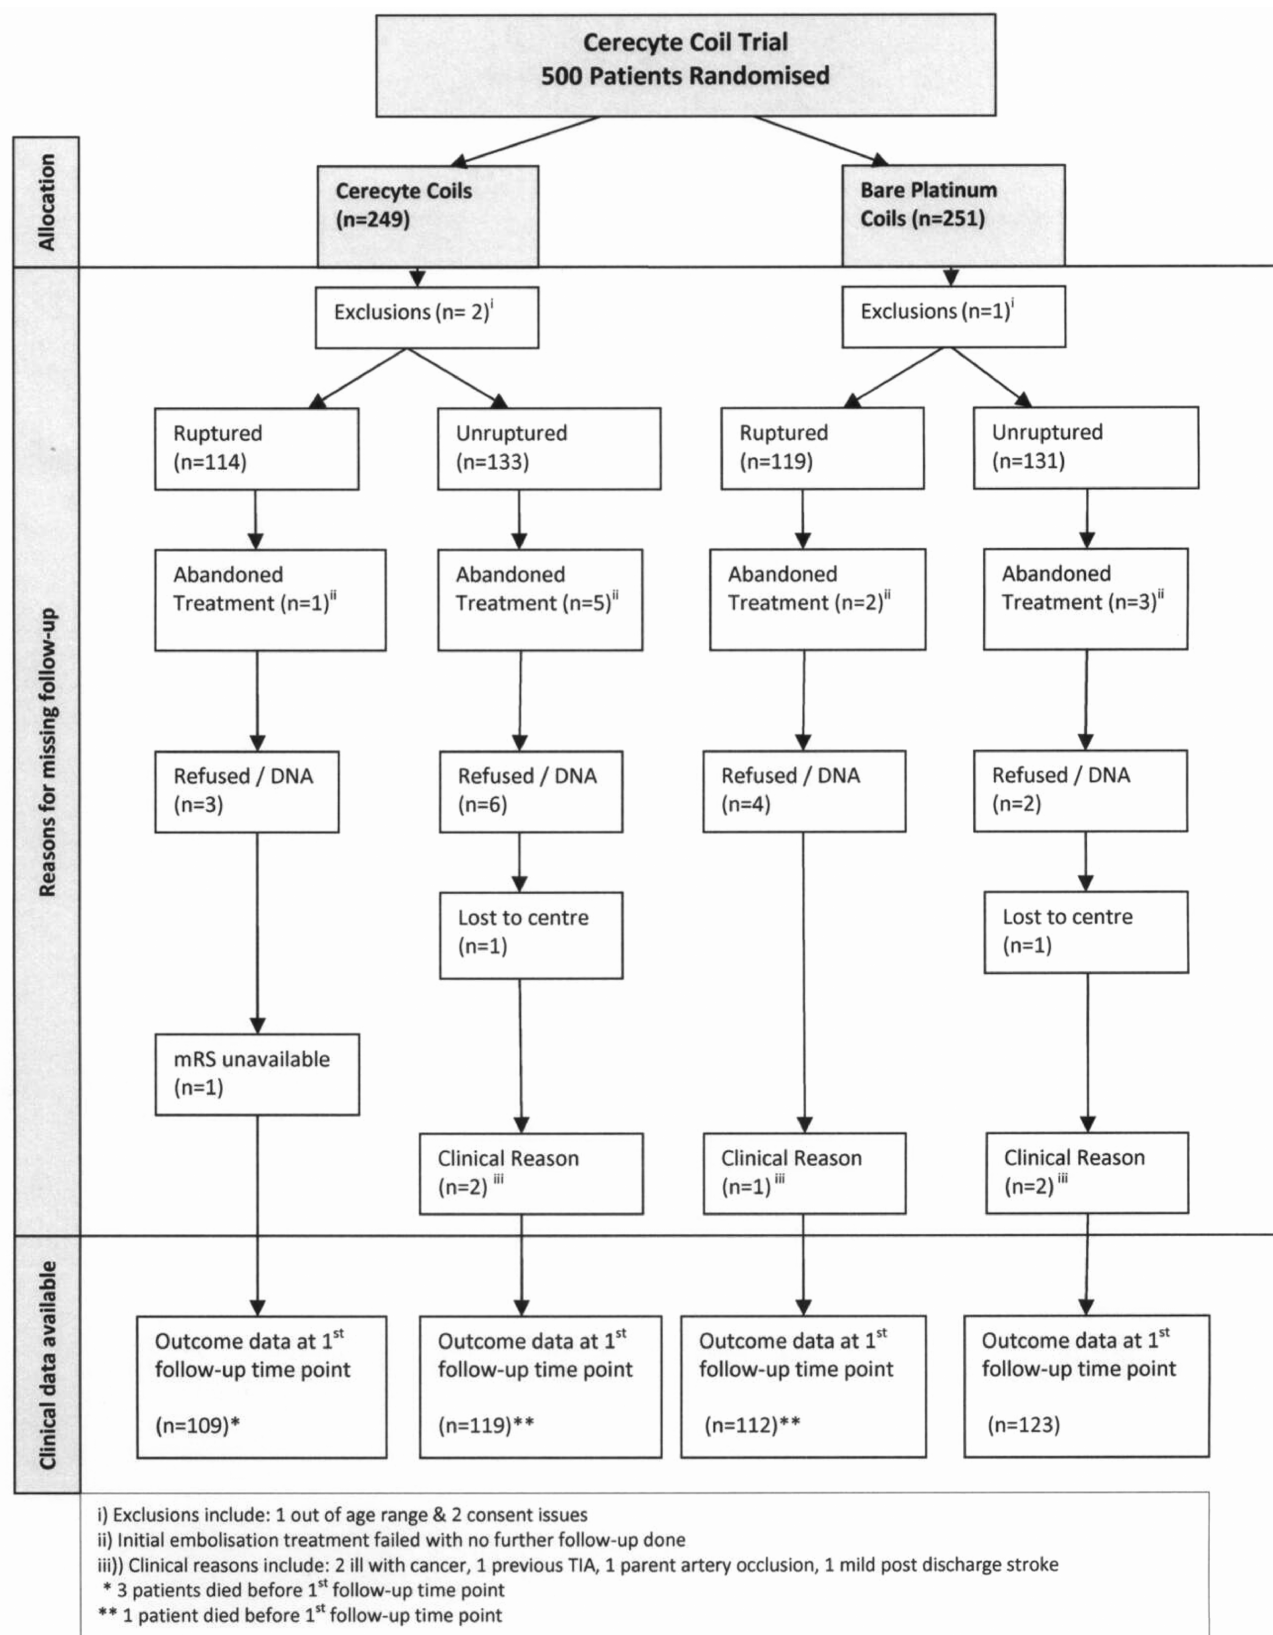 Cerecyte Coil Trial
500 Patients Randomised
Allocation
Cerecyte Coils
(n=249)
Bare Platinum
Coils (n=251)
Reasons for missing follow-up
Exclusions (n= 2)i
Exclusions (n=1)i
Ruptured
(n=114)
Unruptured
(n=133)
Ruptured
(n=119)
Unruptured
(n=131)
Abandoned
Treatment (n=1)ii
Abandoned
Treatment (n=5)ii
Abandoned
Treatment (n=2)ii
Abandoned
Treatment (n=3)ii
Refused / DNA
(n=3)
Refused / DNA
(n=6)
Refused / DNA
(n=4)
Refused / DNA
(n=2)
Lost to centre
(n=1)
Lost to centre
(n=1)
mRS unavailable
(n=1)
Clinical Reason
(n=2) iii
Clinical Reason
(n=1) iii
Clinical Reason
(n=2) iii
Clinical data available
Outcome data at 1st
follow-up time point
(n=109)*
Outcome data at 1st
follow-up time point
(n=119)**
Outcome data at 1st
follow-up time point
(n=112)**
Outcome data at 1st
follow-up time point
(n=123)
i) Exclusions include: 1 out of age range & 2 consent issues
ii) Initial embolisation treatment failed with no further follow-up done
iii)) Clinical reasons include: 2 ill with cancer, 1 previous TIA, 1 parent artery occlusion, 1 mild post discharge stroke
* 3 patients died before 1st follow-up time point
** 1 patient died before 1st follow-up time point